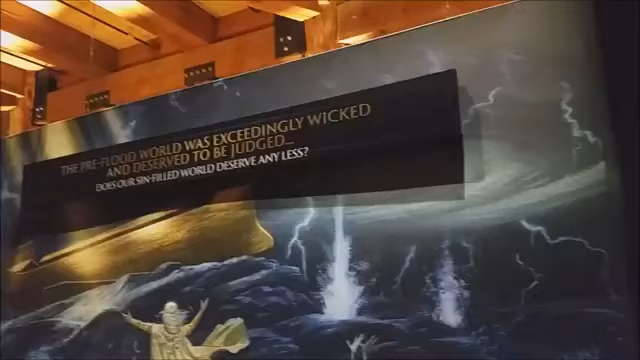 THE PRE-FLOOD WORLD WAS EXCEEDINGLY WICKED
AND DESERVED TO BE JUDGED...
DOES OUR SIN-FILLED WORLD DESERVE ANY LESS?